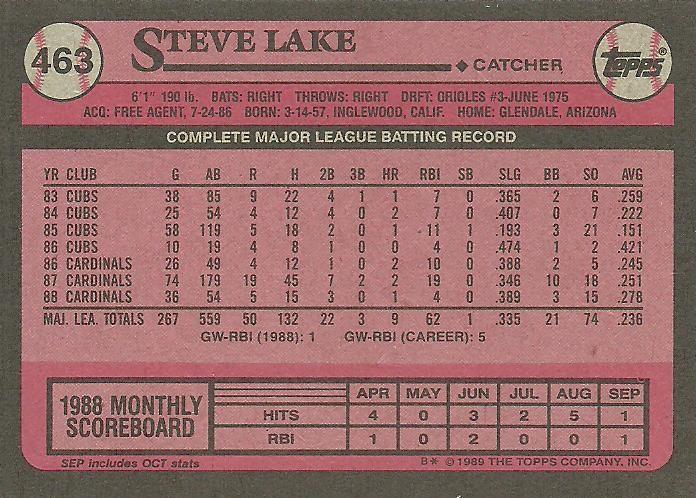 463
STEVE LAKE
CATCHER
TOPPS®
6'1" 190 lb. BATS: RIGHT THROWS: RIGHT DRFT: ORIOLES #3-JUNE 1975
ACQ: FREE AGENT, 7-24-86 BORN: 3-14-57, INGLEWOOD, CALIF. HOME: GLENDALE, ARIZONA
COMPLETE MAJOR LEAGUE BATTING RECORD
YR CLUB G AB R H 2B 3B HR RBI SB SLG BB SO AVG
83 CUBS 38 85 9 22 4 1 1 7 0 .365 2 6 .259
84 CUBS 25 54 4 12 4 0 2 7 0 .407 0 7 .222
85 CUBS 58 119 5 18 2 0 1 11 1 .193 3 21 .151
86 CUBS 10 19 4 8 1 0 0 4 0 .474 1 2 .421
86 CARDINALS 26 49 4 12 1 0 2 10 0 .388 2 5 .245
87 CARDINALS 74 179 19 45 7 2 2 19 0 .346 10 18 .251
88 CARDINALS 36 54 5 15 3 0 1 4 0 .389 3 15 .278
MAJ. LEA. TOTALS 267 559 50 132 22 3 9 62 1 .335 21 74 .236
GW-RBI (1988): 1 GW-RBI (CAREER): 5
1988 MONTHLY SCOREBOARD
APR MAY JUN JUL AUG SEP
HITS 4 0 3 2 5 1
RBI 1 0 2 0 0 1
SEP includes OCT stats
B* © 1989 THE TOPPS COMPANY, INC.